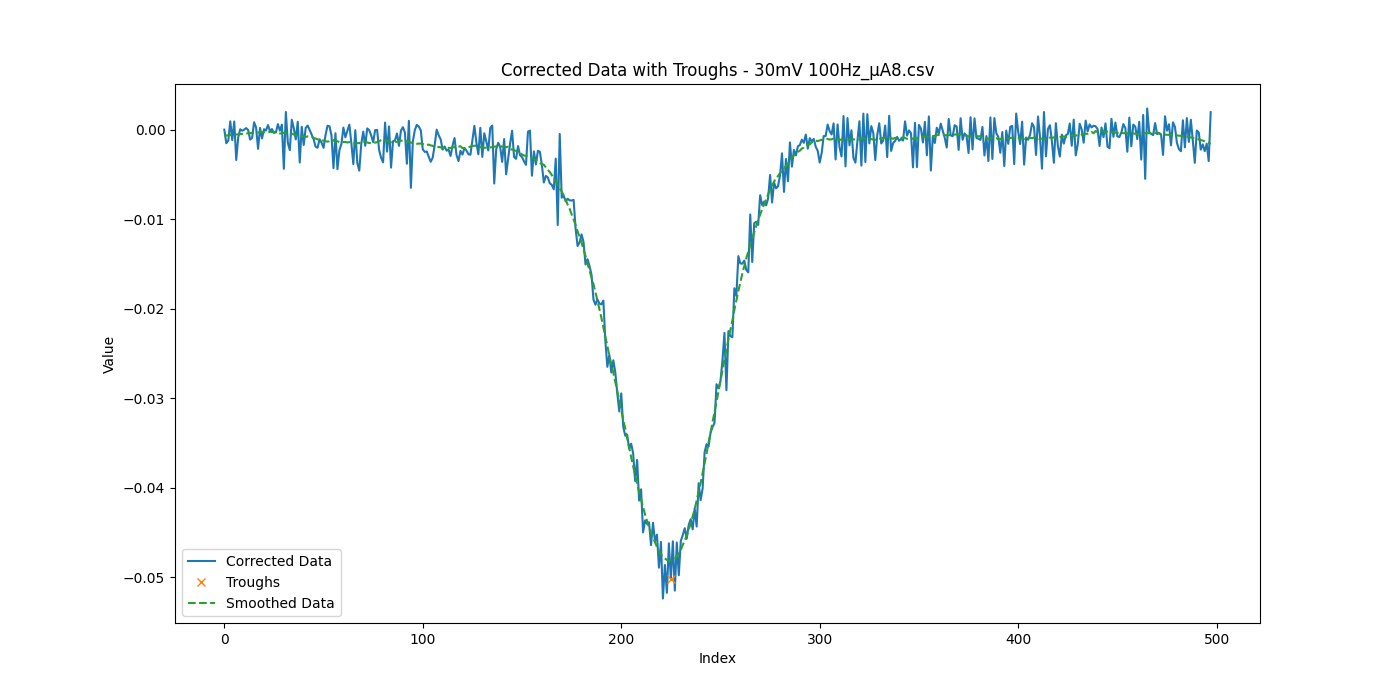 Corrected Data with Troughs - 30mV 100Hz_μA8.csv
0.00
−0.01
−0.02
−0.03
−0.04
−0.05
Value
Corrected Data
Troughs
Smoothed Data
0 100 200 300 400 500
Index